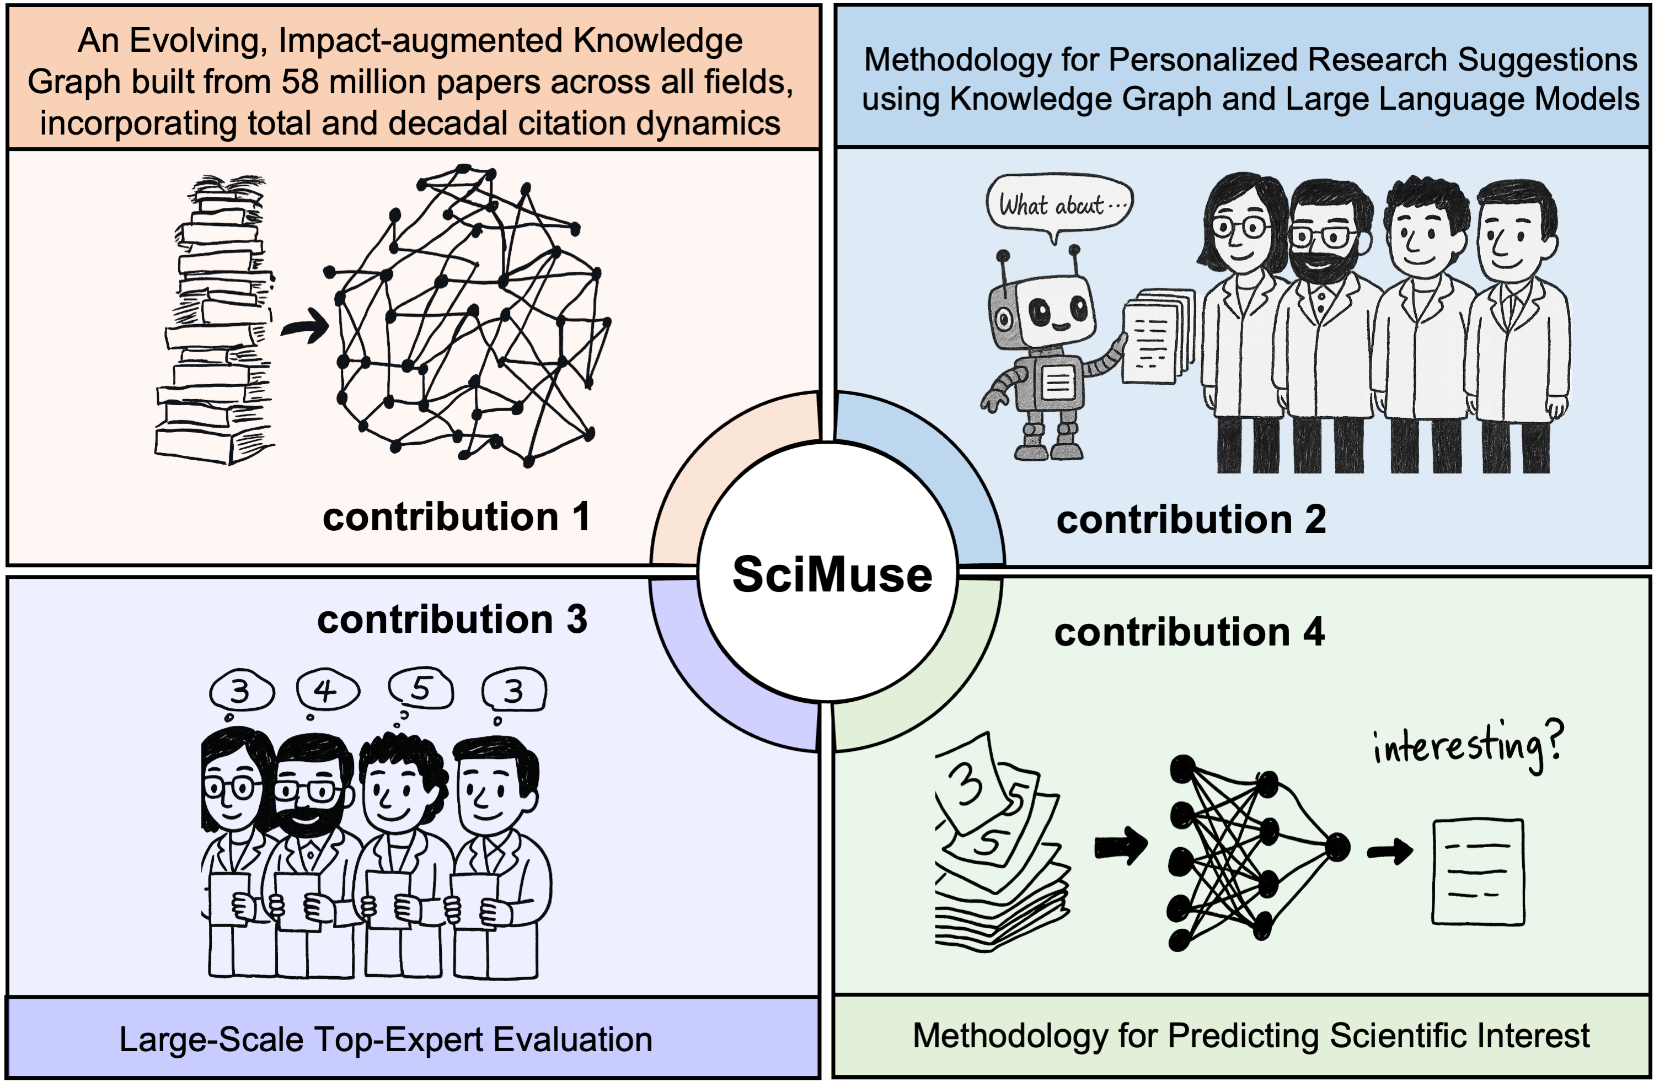 An Evolving, Impact-augmented Knowledge
Graph built from 58 million papers across all fields,
incorporating total and decadal citation dynamics
contribution 1
Methodology for Personalized Research Suggestions
using Knowledge Graph and Large Language Models
What about...
contribution 2
SciMuse
contribution 3
3 4 5 3
Large-Scale Top-Expert Evaluation
contribution 4
interesting?
3
5
5
Methodology for Predicting Scientific Interest